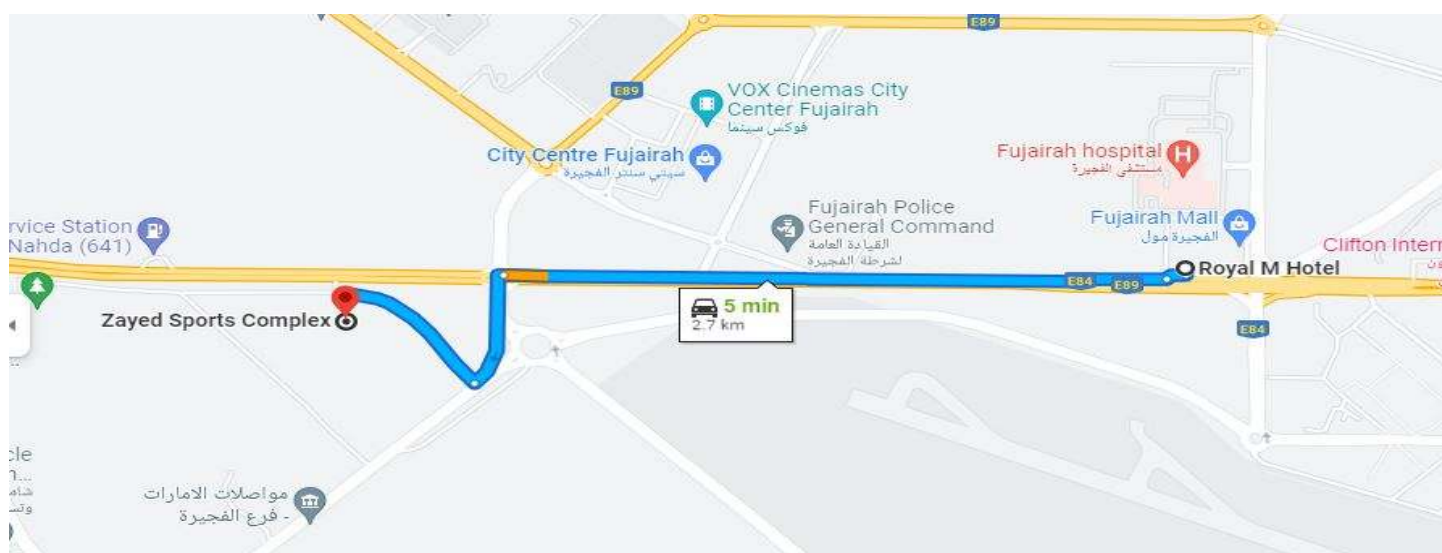 E89
E89
VOX Cinemas City
Center Fujairah
فوكس سينما
City Centre Fujairah
سيتي سنتر الفجيرة
Fujairah hospital
مستشفى الفجيرة
Fujairah Police
General Command
القيادة العامة
لشرطة الفجيرة
Fujairah Mall
الفجيرة مول
rvice Station
Nahda (641)
Clifton Intern
Royal M Hotel
E84
E89
5 min
2.7 km
Zayed Sports Complex
E84
cle
مواصلات الامارات
- فرع الفجيرة